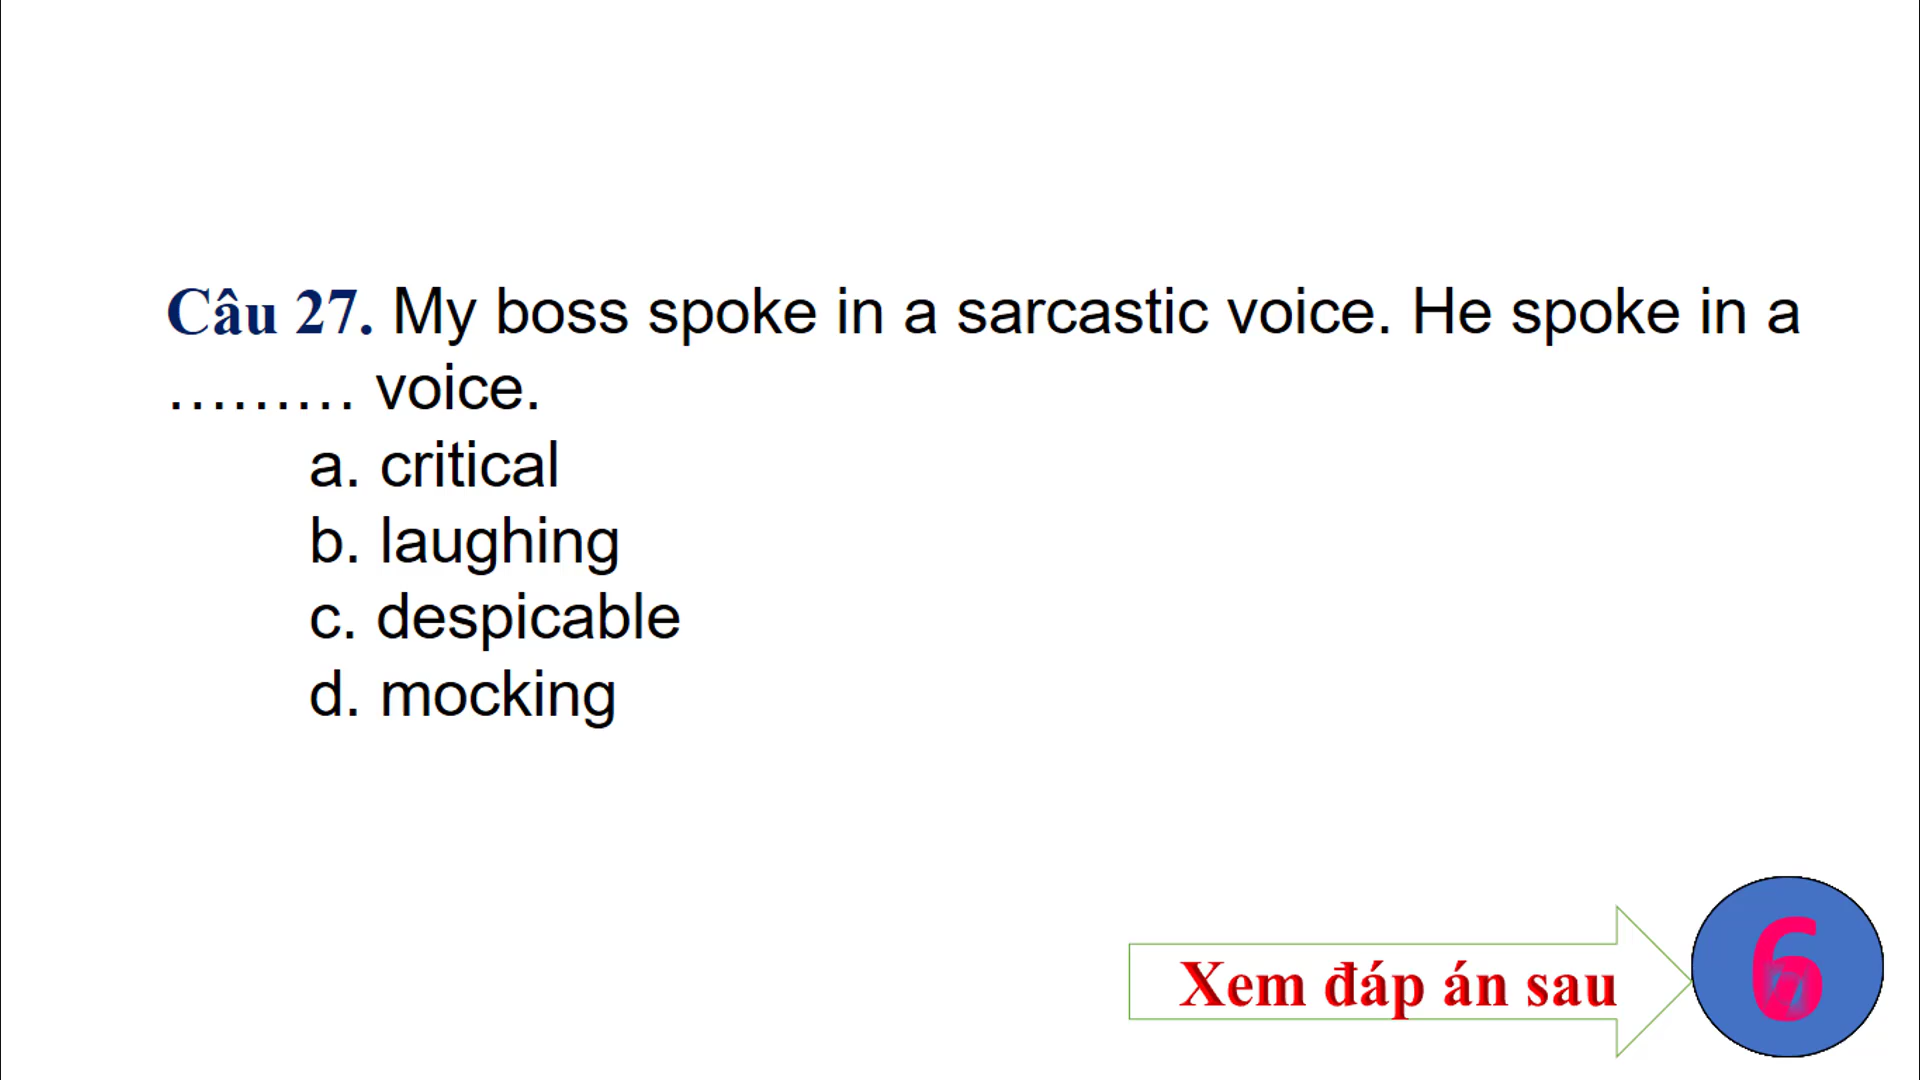 Câu 27. My boss spoke in a sarcastic voice. He spoke in a
……… voice.
a. critical
b. laughing
c. despicable
d. mocking
Xem đáp án sau
6